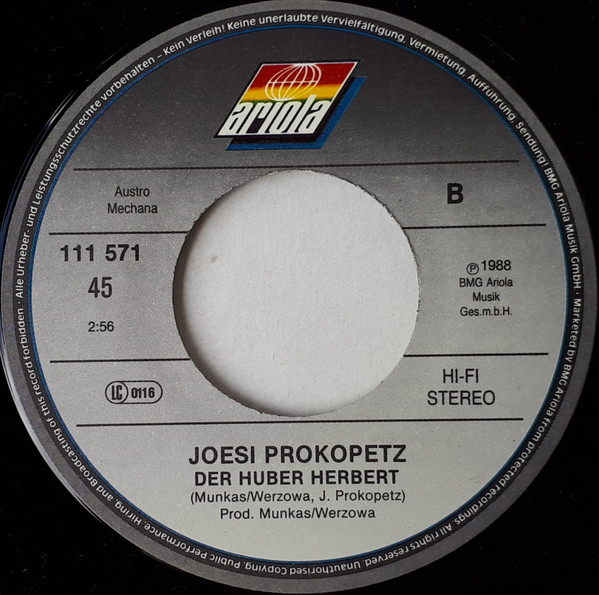 ariola
Austro
Mechana
B
111 571
45
2:56
℗ 1988
BMG Ariola
Musik
Ges.m.b.H.
LC 0116
HI-FI
STEREO
JOESI PROKOPETZ
DER HUBER HERBERT
(Munkas/Werzowa, J. Prokopetz)
Prod. Munkas/Werzowa
· Alle Urheber- und Leistungsschutzrechte vorbehalten – Kein Verleih! Keine unerlaubte Vervielfältigung, Vermietung, Aufführung, Sendung! BMG Ariola Musik GmbH · Marketed by BMG Ariola from protected recordings. All rights reserved. Unauthorised Copying, Public Performance, Hiring, and Broadcasting of this record forbidden.